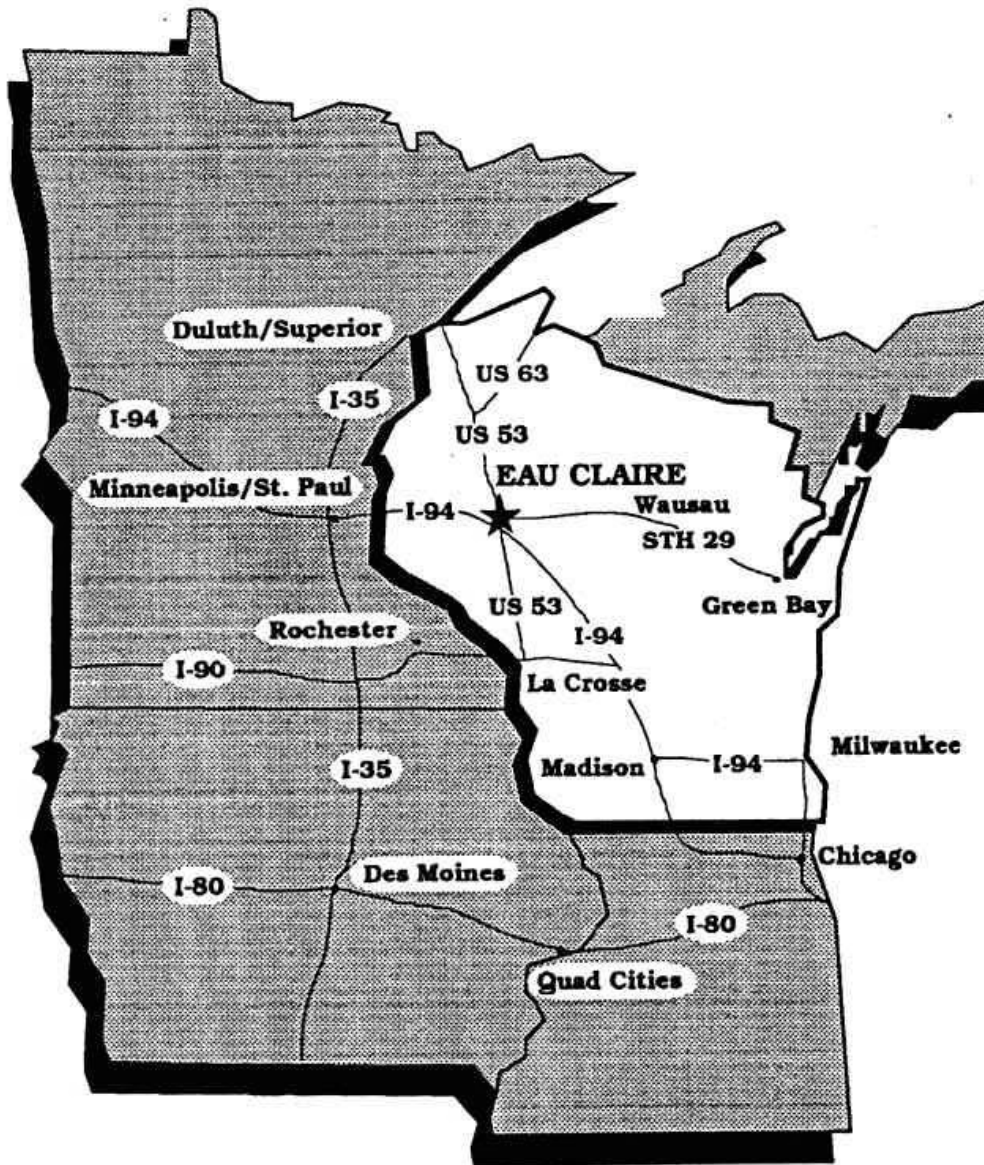 Duluth/Superior
US 63
I-35
I-94
US 53
EAU CLAIRE
Minneapolis/St. Paul
Wausau
I-94
STH 29
US 53
Green Bay
Rochester
I-94
I-90
La Crosse
Milwaukee
Madison
I-94
I-35
Chicago
Des Moines
I-80
I-80
Quad Cities